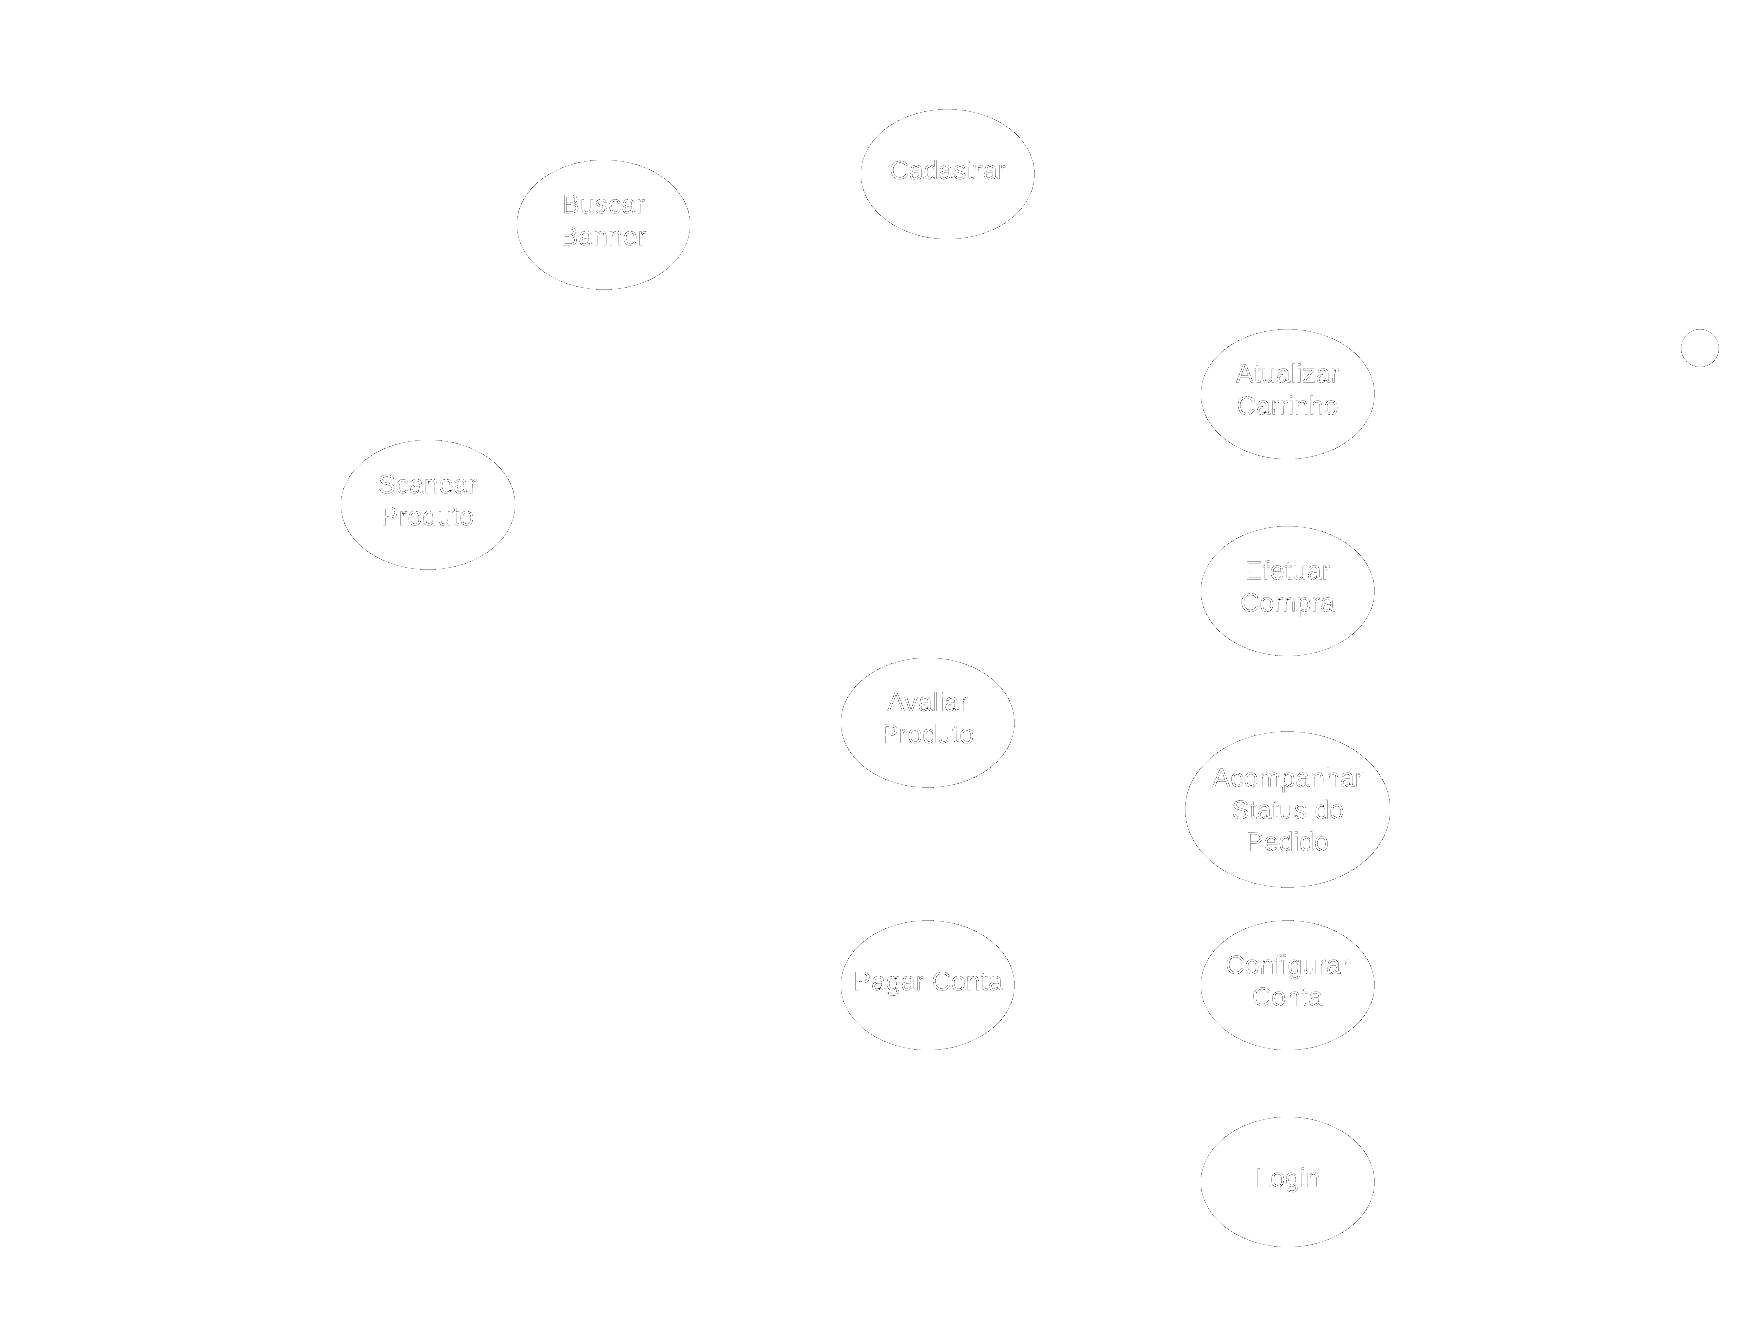 Cadastrar
Buscar
Banner
Atualizar
Carrinho
Scanear
Produto
Efetuar
Compra
Avaliar
Produto
Acompanhar
Status do
Pedido
Pagar Conta
Configurar
Conta
Login